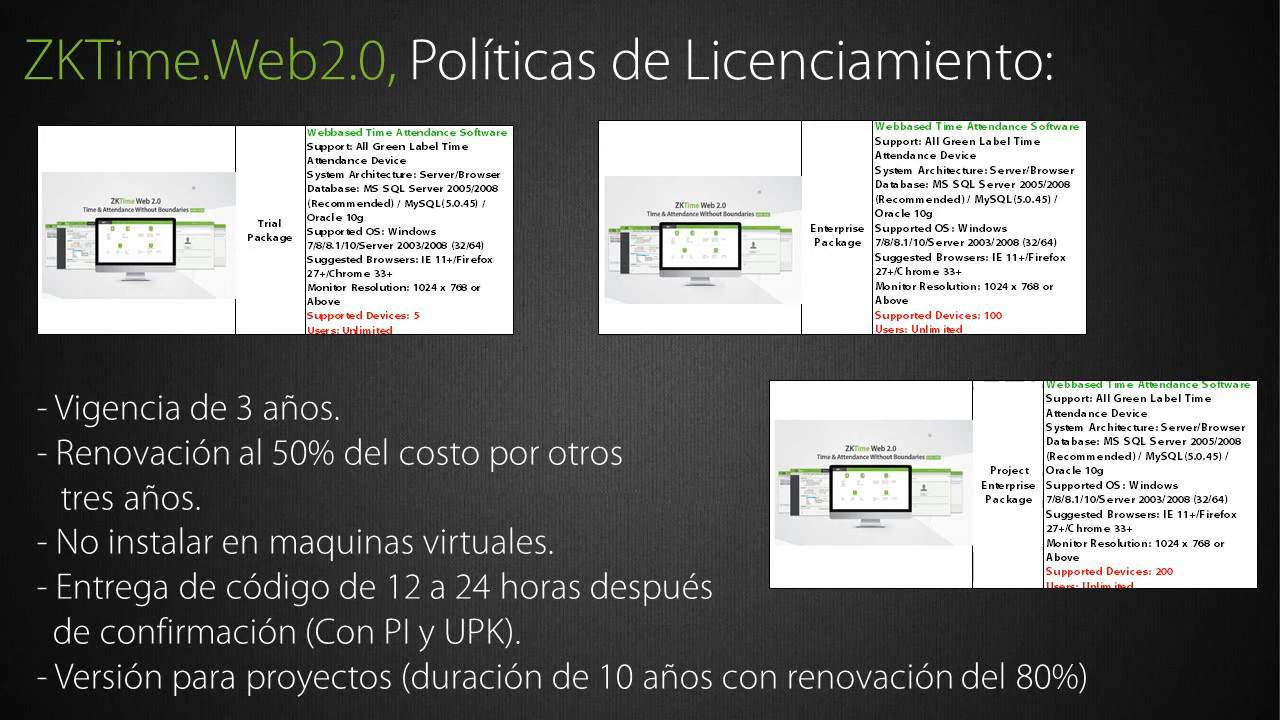 ZKTime.Web2.0, Políticas de Licenciamiento:
ZKTime Web 2.0
Time & Attendance Without Boundaries
Trial
Package
Webbased Time Attendance Software
Support: All Green Label Time
Attendance Device
System Architecture: Server/Browser
Database: MS SQL Server 2005/2008
(Recommended) / MySQL(5.0.45) /
Oracle 10g
Supported OS: Windows
7/8/8.1/10/Server 2003/2008 (32/64)
Suggested Browsers: IE 11+/Firefox
27+/Chrome 33+
Monitor Resolution: 1024 x 768 or
Above
Supported Devices: 5
Users: Unlimited
ZKTime Web 2.0
Time & Attendance Without Boundaries
Enterprise
Package
Webbased Time Attendance Software
Support: All Green Label Time
Attendance Device
System Architecture: Server/Browser
Database: MS SQL Server 2005/2008
(Recommended) / MySQL(5.0.45) /
Oracle 10g
Supported OS: Windows
7/8/8.1/10/Server 2003/2008 (32/64)
Suggested Browsers: IE 11+/Firefox
27+/Chrome 33+
Monitor Resolution: 1024 x 768 or
Above
Supported Devices: 100
Users: Unlimited
ZKTime Web 2.0
Time & Attendance Without Boundaries
Project
Enterprise
Package
Webbased Time Attendance Software
Support: All Green Label Time
Attendance Device
System Architecture: Server/Browser
Database: MS SQL Server 2005/2008
(Recommended) / MySQL(5.0.45) /
Oracle 10g
Supported OS: Windows
7/8/8.1/10/Server 2003/2008 (32/64)
Suggested Browsers: IE 11+/Firefox
27+/Chrome 33+
Monitor Resolution: 1024 x 768 or
Above
Supported Devices: 200
Users: Unlimited
- Vigencia de 3 años.
- Renovación al 50% del costo por otros
tres años.
- No instalar en maquinas virtuales.
- Entrega de código de 12 a 24 horas después
de confirmación (Con PI y UPK).
- Versión para proyectos (duración de 10 años con renovación del 80%)